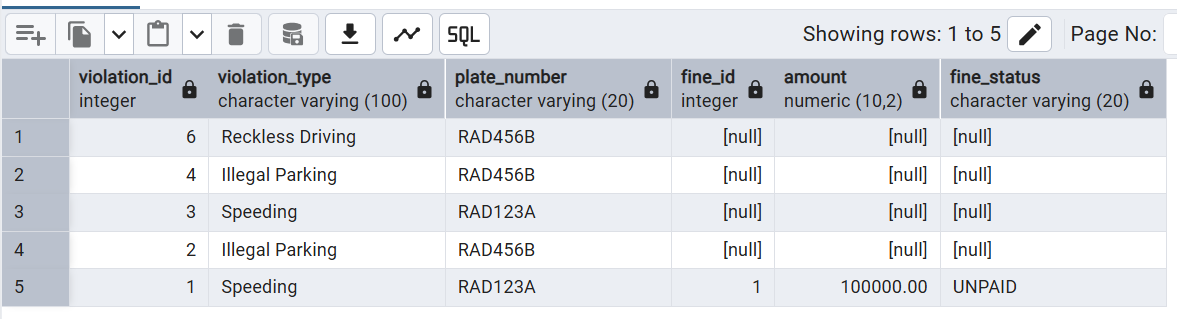 SQL Showing rows: 1 to 5 Page No:
violation_id violation_type plate_number fine_id amount fine_status
integer character varying (100) character varying (20) integer numeric (10,2) character varying (20)
1 6 Reckless Driving RAD456B [null] [null] [null]
2 4 Illegal Parking RAD456B [null] [null] [null]
3 3 Speeding RAD123A [null] [null] [null]
4 2 Illegal Parking RAD456B [null] [null] [null]
5 1 Speeding RAD123A 1 100000.00 UNPAID